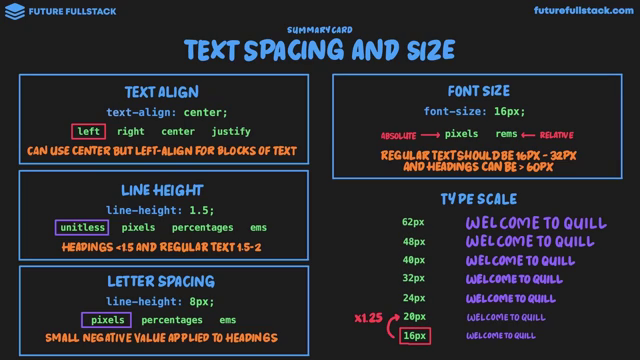 FUTURE FULLSTACK
futurefullstack.com
SUMMARY CARD
TEXT SPACING AND SIZE
TEXT ALIGN
text-align: center;
left right center justify
CAN USE CENTER BUT LEFT-ALIGN FOR BLOCKS OF TEXT
LINE HEIGHT
line-height: 1.5;
unitless pixels percentages ems
HEADINGS <1.5 AND REGULAR TEXT 1.5-2
LETTER SPACING
line-height: 8px;
pixels percentages ems
SMALL NEGATIVE VALUE APPLIED TO HEADINGS
FONT SIZE
font-size: 16px;
ABSOLUTE → pixels rems ← RELATIVE
REGULAR TEXT SHOULD BE 16PX - 32PX
AND HEADINGS CAN BE > 60PX
TYPE SCALE
62px WELCOME TO QUILL
48px WELCOME TO QUILL
40px WELCOME TO QUILL
32px WELCOME TO QUILL
24px WELCOME TO QUILL
X1.25 20px WELCOME TO QUILL
16px WELCOME TO QUILL